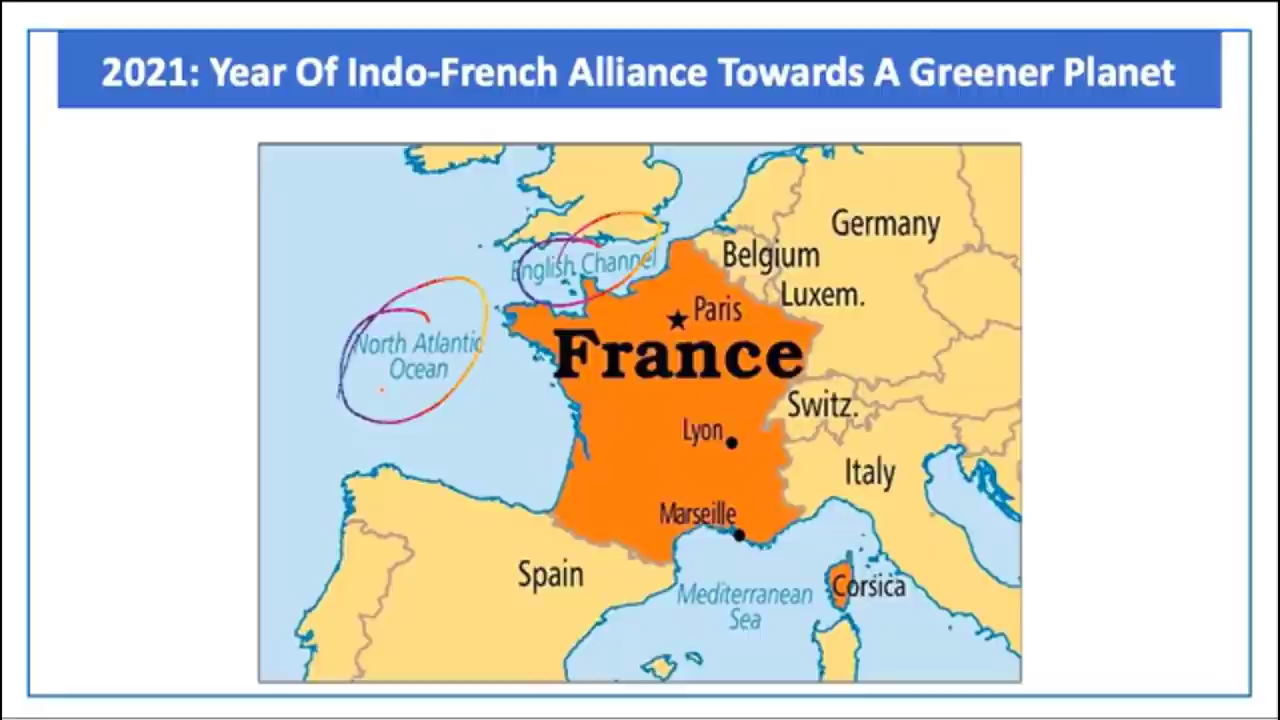 2021: Year Of Indo-French Alliance Towards A Greener Planet
Germany
Belgium
English Channel
Luxem.
Paris
North Atlantic
Ocean
France
Switz.
Lyon
Italy
Marseille
Spain
Mediterranean
Sea
Corsica